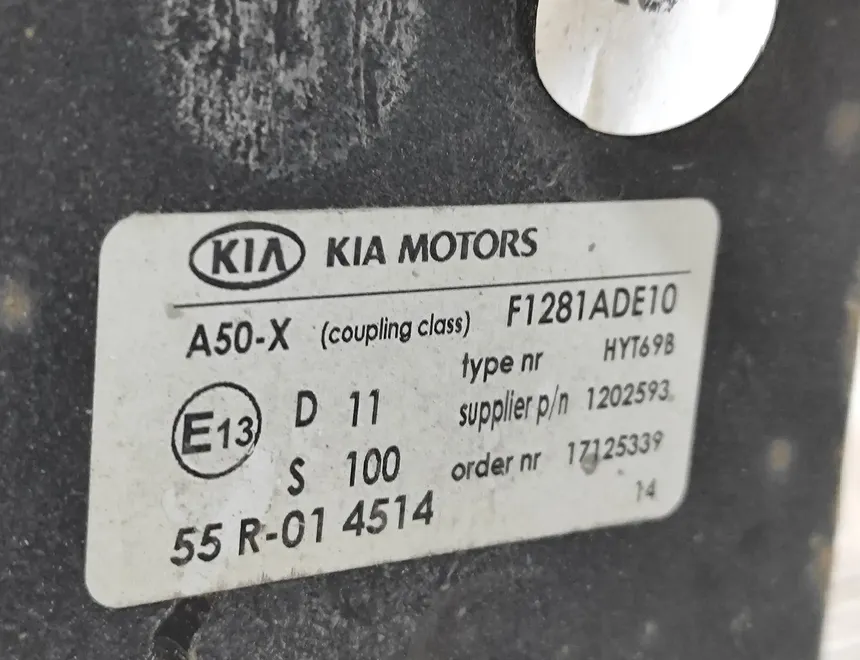 KIA KIA MOTORS
A50-X (coupling class) F1281ADE10
type nr HYT69B
E13 D 11 supplier p/n 1202593
S 100 order nr 17125339
55 R-01 4514 14